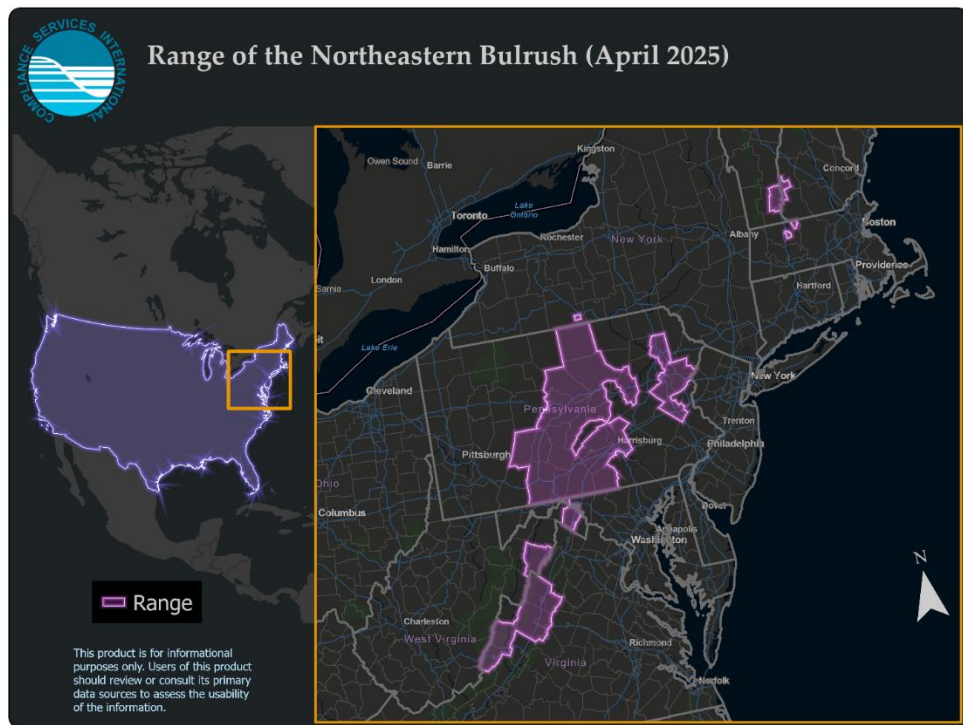 COMPLIANCE SERVICES INTERNATIONAL
Range of the Northeastern Bulrush (April 2025)
Kingston
Owen Sound
Barrie
Concord
Lake
Ontario
Toronto
Rochester
New York
Albany
Boston
Hamilton
Buffalo
Providence
London
Hartford
Sarnia
it
Lake Erie
New York
Cleveland
Pennsylvania
Trenton
Harrisburg
Philadelphia
Pittsburgh
Ohio
Columbus
Dover
Annapolis
Washington
N
Charleston
West Virginia
Richmond
Virginia
Norfolk
Range
This product is for informational
purposes only. Users of this product
should review or consult its primary
data sources to assess the usability
of the information.